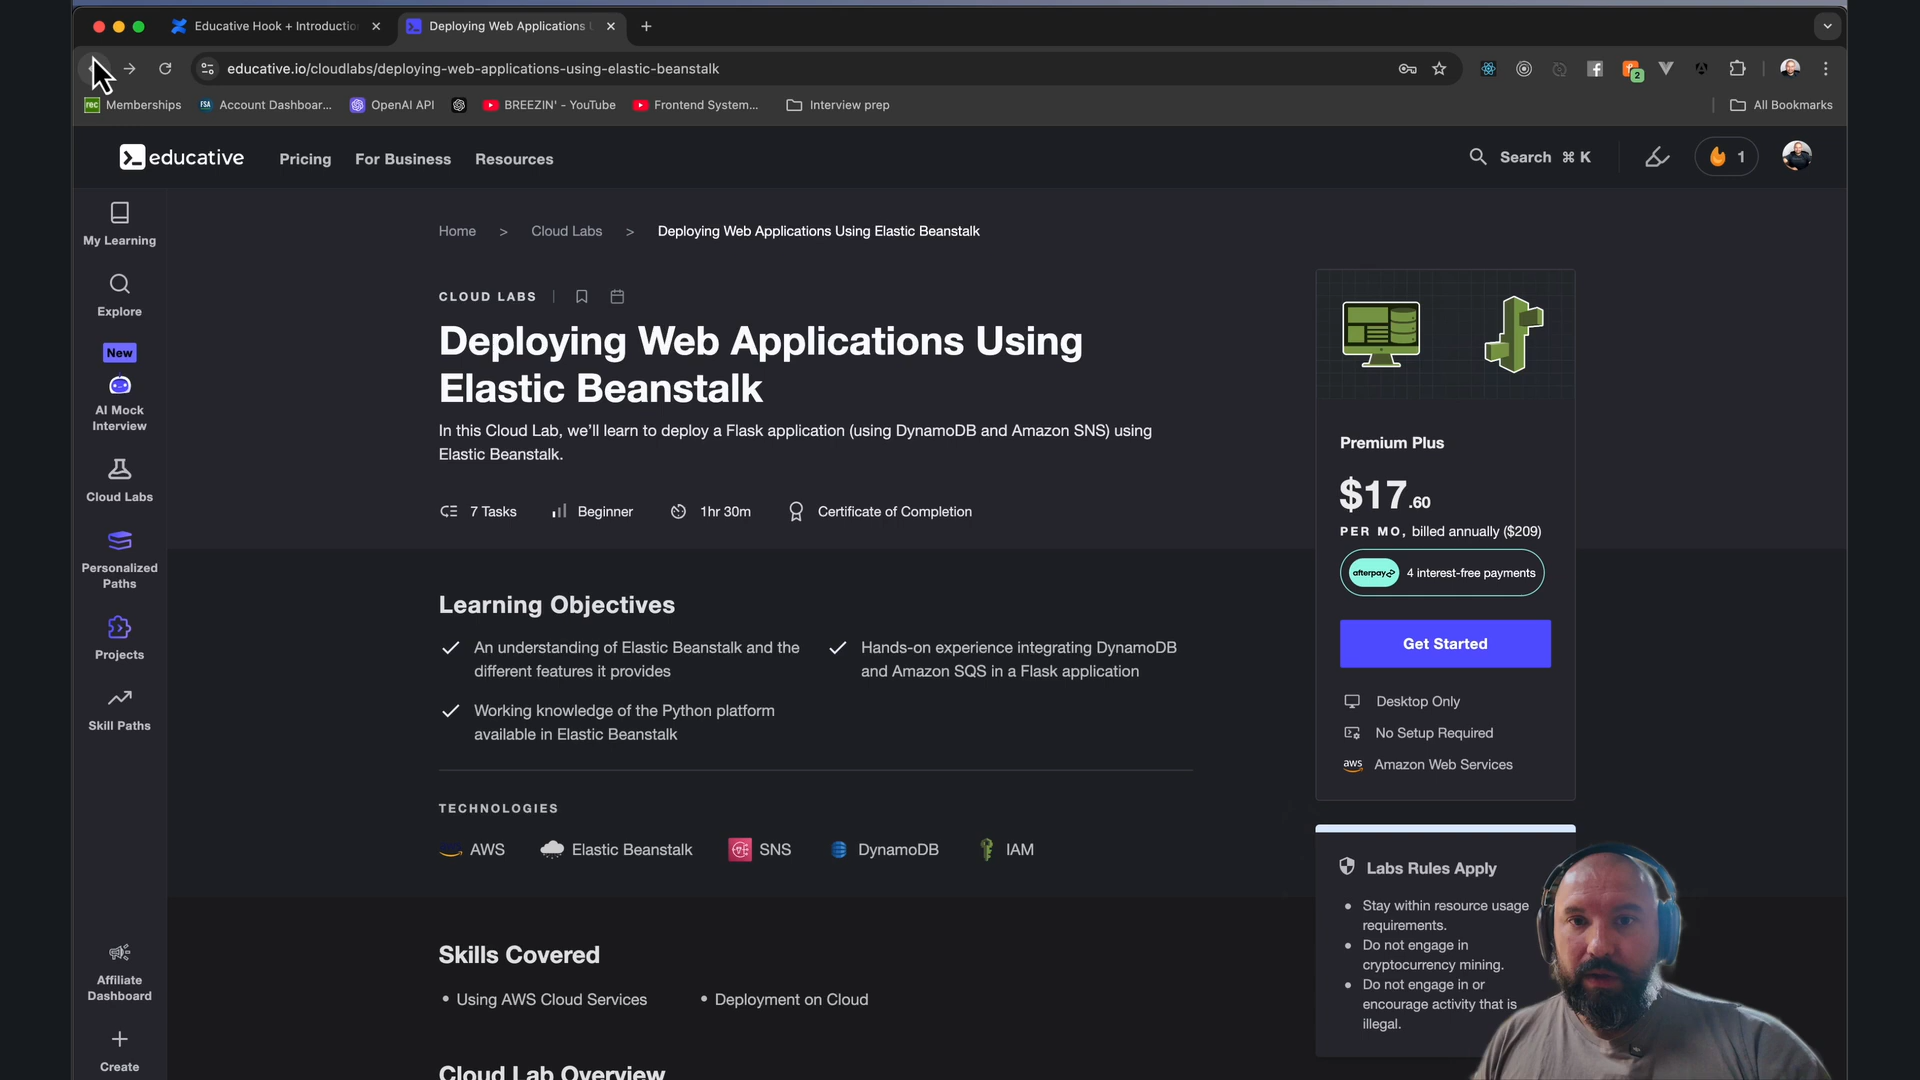 Educative Hook + Introductio
Deploying Web Applications U
educative.io/cloudlabs/deploying-web-applications-using-elastic-beanstalk
2
rec Memberships
FSA Account Dashboar...
OpenAI API
BREEZIN' - YouTube
Frontend System...
Interview prep
All Bookmarks
educative
Pricing
For Business
Resources
Search ⌘ K
1
My Learning
Explore
New
AI Mock
Interview
Cloud Labs
Personalized
Paths
Projects
Skill Paths
Affiliate
Dashboard
Create
Home > Cloud Labs > Deploying Web Applications Using Elastic Beanstalk
CLOUD LABS
Deploying Web Applications Using
Elastic Beanstalk
In this Cloud Lab, we’ll learn to deploy a Flask application (using DynamoDB and Amazon SNS) using
Elastic Beanstalk.
7 Tasks
Beginner
1hr 30m
Certificate of Completion
Learning Objectives
An understanding of Elastic Beanstalk and the
different features it provides
Hands-on experience integrating DynamoDB
and Amazon SQS in a Flask application
Working knowledge of the Python platform
available in Elastic Beanstalk
TECHNOLOGIES
AWS
Elastic Beanstalk
SNS
DynamoDB
IAM
Skills Covered
• Using AWS Cloud Services
• Deployment on Cloud
Cloud Lab Overview
Premium Plus
$17.60
PER MO, billed annually ($209)
afterpay 4 interest-free payments
Get Started
Desktop Only
No Setup Required
aws Amazon Web Services
Labs Rules Apply
• Stay within resource usage
requirements.
• Do not engage in
cryptocurrency mining.
• Do not engage in or
encourage activity that is
illegal.